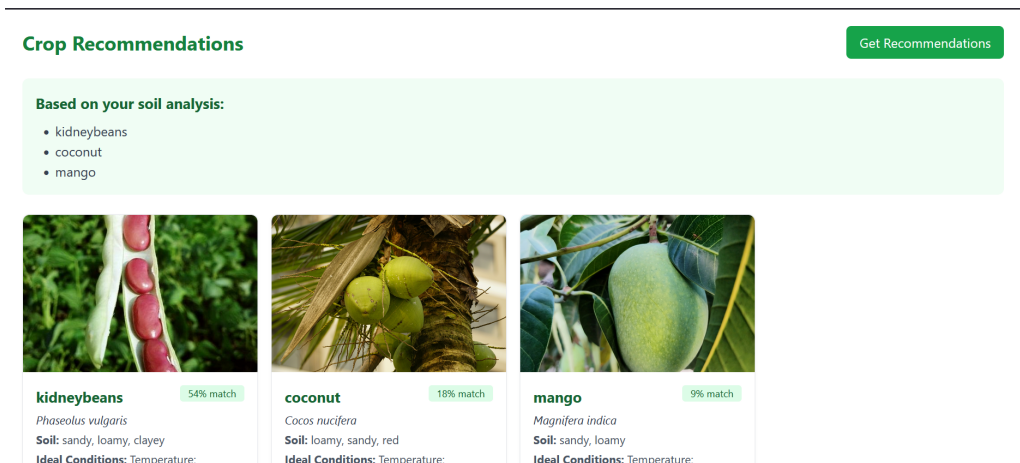 Crop Recommendations
Get Recommendations
Based on your soil analysis:
• kidneybeans
• coconut
• mango
kidneybeans
54% match
Phaseolus vulgaris
Soil: sandy, loamy, clayey
Ideal Conditions: Temperature:
coconut
18% match
Cocos nucifera
Soil: loamy, sandy, red
Ideal Conditions: Temperature:
mango
9% match
Magnifera indica
Soil: sandy, loamy
Ideal Conditions: Temperature: